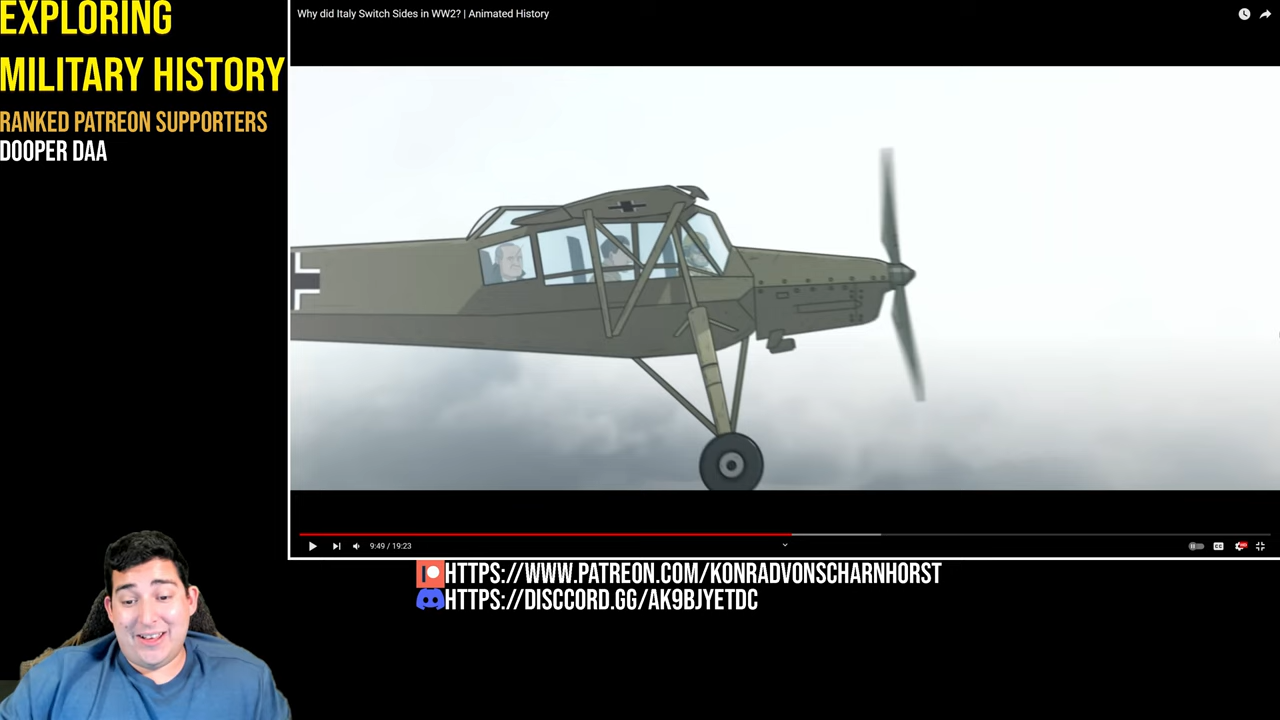 EXPLORING
MILITARY HISTORY
RANKED PATREON SUPPORTERS
DOOPER DAA
Why did Italy Switch Sides in WW2? | Animated History
9:49 / 19:23
HTTPS://WWW.PATREON.COM/KONRADVONSCHARNHORST
HTTPS://DISCCORD.GG/AK9BJYETDC